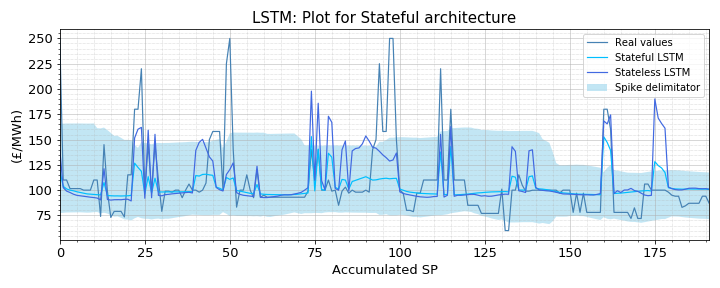 LSTM: Plot for Stateful architecture
Real values
Stateful LSTM
Stateless LSTM
Spike delimitator
(£/MWh)
250
225
200
175
150
125
100
75
0 25 50 75 100 125 150 175
Accumulated SP